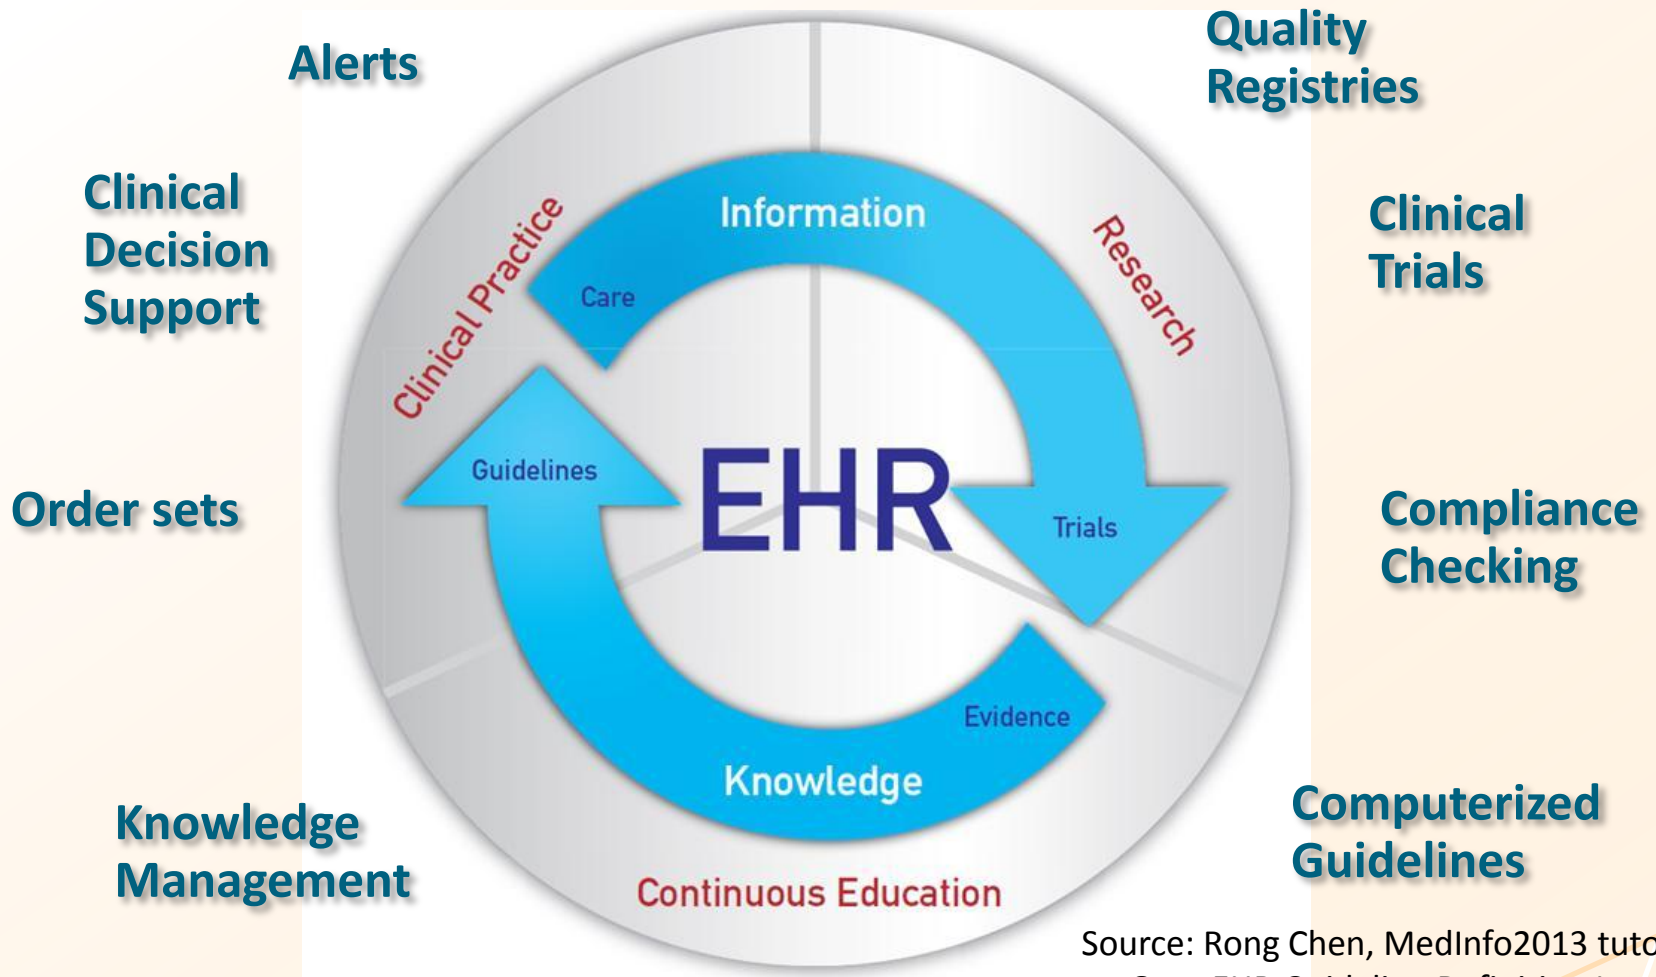 Alerts
Quality
Registries
Clinical
Decision
Support
Clinical
Trials
Information
Care
Clinical Practice
Research
Guidelines
EHR
Trials
Order sets
Compliance
Checking
Evidence
Knowledge
Knowledge
Management
Computerized
Guidelines
Continuous Education
Source: Rong Chen, MedInfo2013